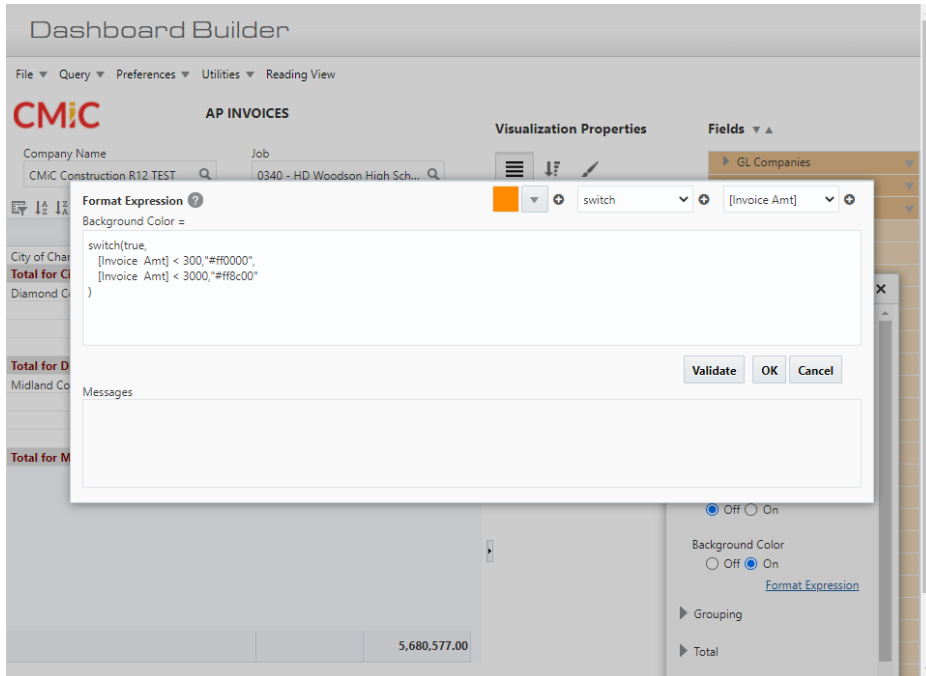 Dashboard Builder
File Query Preferences Utilities Reading View
CMiC
AP INVOICES
Visualization Properties
Fields
Company Name
Job
GL Companies
CMiC Construction R12 TEST
0340 - HD Woodson High Sch...
Format Expression
switch
[Invoice Amt]
Background Color =
switch(true,
[Invoice Amt] < 300,"#ff0000",
[Invoice Amt] < 3000,"#ff8c00"
)
City of Char
Total for Ci
Diamond C
Total for D
Midland Co
Total for M
Validate OK Cancel
Messages
Off On
Background Color
Off On
Format Expression
Grouping
5,680,577.00
Total